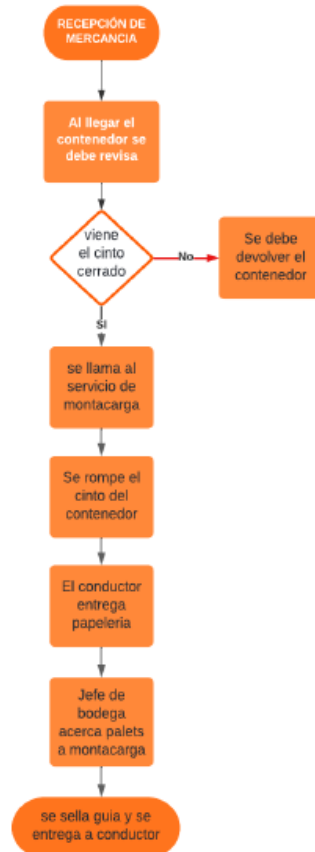 RECEPCIÓN DE
MERCANCIA
Al llegar el
contenedor se
debe revisa
viene
el cinto
cerrado
No
Se debe
devolver el
contenedor
SI
se llama al
servicio de
montacarga
Se rompe el
cinto del
contenedor
El conductor
entrega
papeleria
Jefe de
bodega
acerca palets
a montacarga
se sella guia y se
entrega a conductor